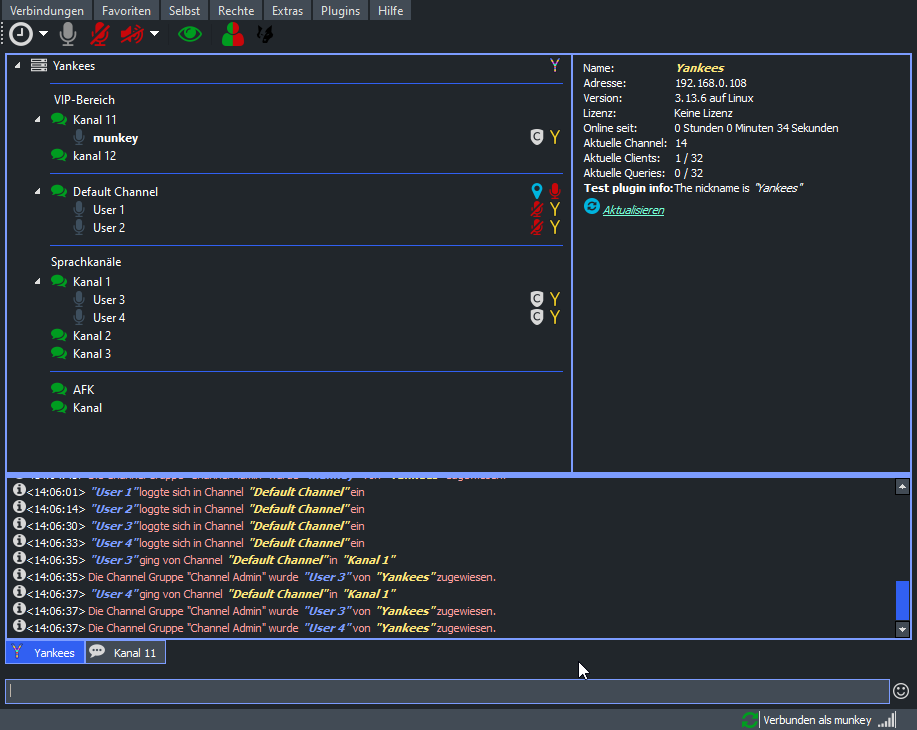 Verbindungen Favoriten Selbst Rechte Extras Plugins Hilfe
Yankees
VIP-Bereich
Kanal 11
munkey
kanal 12
Default Channel
User 1
User 2
Sprachkanäle
Kanal 1
User 3
User 4
Kanal 2
Kanal 3
AFK
Kanal
Name: Yankees
Adresse: 192.168.0.108
Version: 3.13.6 auf Linux
Lizenz: Keine Lizenz
Online seit: 0 Stunden 0 Minuten 34 Sekunden
Aktuelle Channel: 14
Aktuelle Clients: 1 / 32
Aktuelle Queries: 0 / 32
Test plugin info: The nickname is "Yankees"
Aktualisieren
<14:06:01> "User 1" loggte sich in Channel "Default Channel" ein
<14:06:14> "User 2" loggte sich in Channel "Default Channel" ein
<14:06:30> "User 3" loggte sich in Channel "Default Channel" ein
<14:06:33> "User 4" loggte sich in Channel "Default Channel" ein
<14:06:35> "User 3" ging von Channel "Default Channel" in "Kanal 1"
<14:06:35> Die Channel Gruppe "Channel Admin" wurde "User 3" von "Yankees" zugewiesen.
<14:06:37> "User 4" ging von Channel "Default Channel" in "Kanal 1"
<14:06:37> Die Channel Gruppe "Channel Admin" wurde "User 3" von "Yankees" zugewiesen.
<14:06:37> Die Channel Gruppe "Channel Admin" wurde "User 4" von "Yankees" zugewiesen.
Yankees Kanal 11
Verbunden als munkey